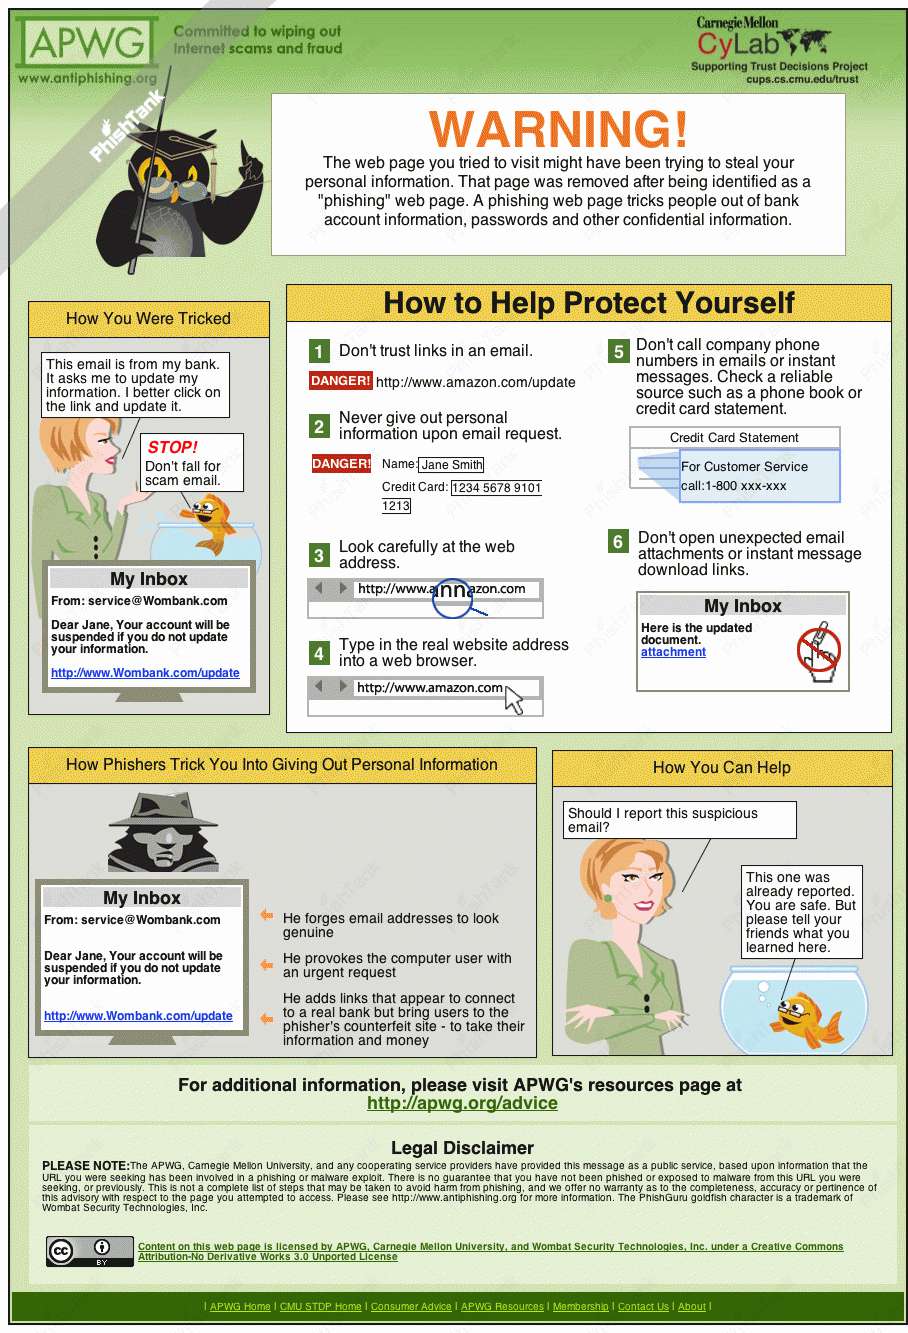 APWG
Committed to wiping out
Internet scams and fraud
www.antiphishing.org
Carnegie Mellon
CyLab
Supporting Trust Decisions Project
cups.cs.cmu.edu/trust
PhishTank
WARNING!
The web page you tried to visit might have been trying to steal your
personal information. That page was removed after being identified as a
"phishing" web page. A phishing web page tricks people out of bank
account information, passwords and other confidential information.
How You Were Tricked
This email is from my bank.
It asks me to update my
information. I better click on
the link and update it.
STOP!
Don't fall for
scam email.
My Inbox
From: service@Wombank.com
Dear Jane, Your account will be
suspended if you do not update
your information.
http://www.Wombank.com/update
How to Help Protect Yourself
1 Don't trust links in an email.
DANGER! http://www.amazon.com/update
2 Never give out personal
information upon email request.
DANGER! Name: Jane Smith
Credit Card: 1234 5678 9101
1213
3 Look carefully at the web
address.
http://www.annazon.com
4 Type in the real website address
into a web browser.
http://www.amazon.com
5 Don't call company phone
numbers in emails or instant
messages. Check a reliable
source such as a phone book or
credit card statement.
Credit Card Statement
For Customer Service
call:1-800 xxx-xxx
6 Don't open unexpected email
attachments or instant message
download links.
My Inbox
Here is the updated
document.
attachment
How Phishers Trick You Into Giving Out Personal Information
My Inbox
From: service@Wombank.com
Dear Jane, Your account will be
suspended if you do not update
your information.
http://www.Wombank.com/update
He forges email addresses to look
genuine
He provokes the computer user with
an urgent request
He adds links that appear to connect
to a real bank but bring users to the
phisher's counterfeit site - to take their
information and money
How You Can Help
Should I report this suspicious
email?
This one was
already reported.
You are safe. But
please tell your
friends what you
learned here.
For additional information, please visit APWG's resources page at
http://apwg.org/advice
Legal Disclaimer
PLEASE NOTE:The APWG, Carnegie Mellon University, and any cooperating service providers have provided this message as a public service, based upon information that the
URL you were seeking has been involved in a phishing or malware exploit. There is no guarantee that you have not been phished or exposed to malware from this URL you were
seeking, or previously. This is not a complete list of steps that may be taken to avoid harm from phishing, and we offer no warranty as to the completeness, accuracy or pertinence of
this advisory with respect to the page you attempted to access. Please see http://www.antiphishing.org for more information. The PhishGuru goldfish character is a trademark of
Wombat Security Technologies, Inc.
cc BY
Content on this web page is licensed by APWG, Carnegie Mellon University, and Wombat Security Technologies, Inc. under a Creative Commons
Attribution-No Derivative Works 3.0 Unported License
| APWG Home | CMU STDP Home | Consumer Advice | APWG Resources | Membership | Contact Us | About |